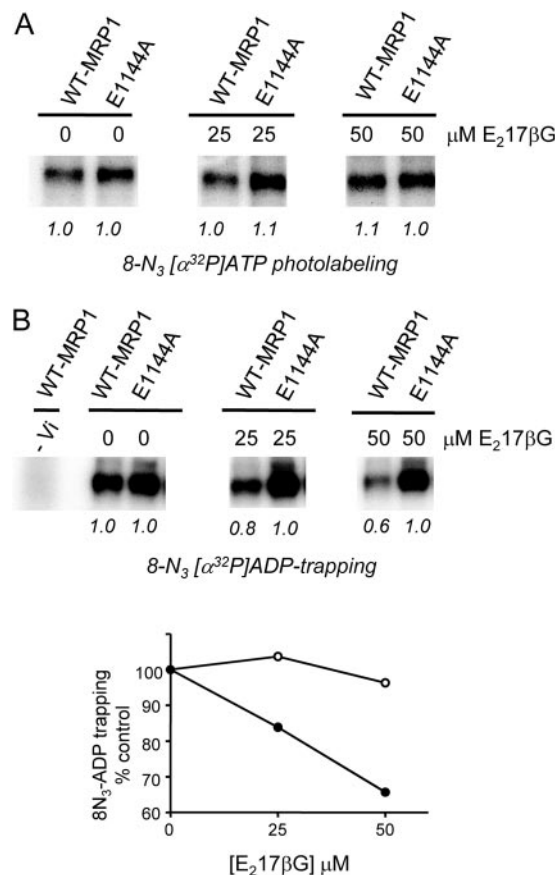 A
WT-MRP1 E1144A WT-MRP1 E1144A WT-MRP1 E1144A
0 0 25 25 50 50 μM E₂17βG
1.0 1.0 1.0 1.1 1.1 1.0
8-N₃ [α³²P]ATP photolabeling
B
WT-MRP1 WT-MRP1 E1144A WT-MRP1 E1144A WT-MRP1 E1144A
- Vi 0 0 25 25 50 50 μM E₂17βG
1.0 1.0 0.8 1.0 0.6 1.0
8-N₃ [α³²P]ADP-trapping
8N₃-ADP trapping
% control
100
90
80
70
60
0 25 50
[E₂17βG] μM